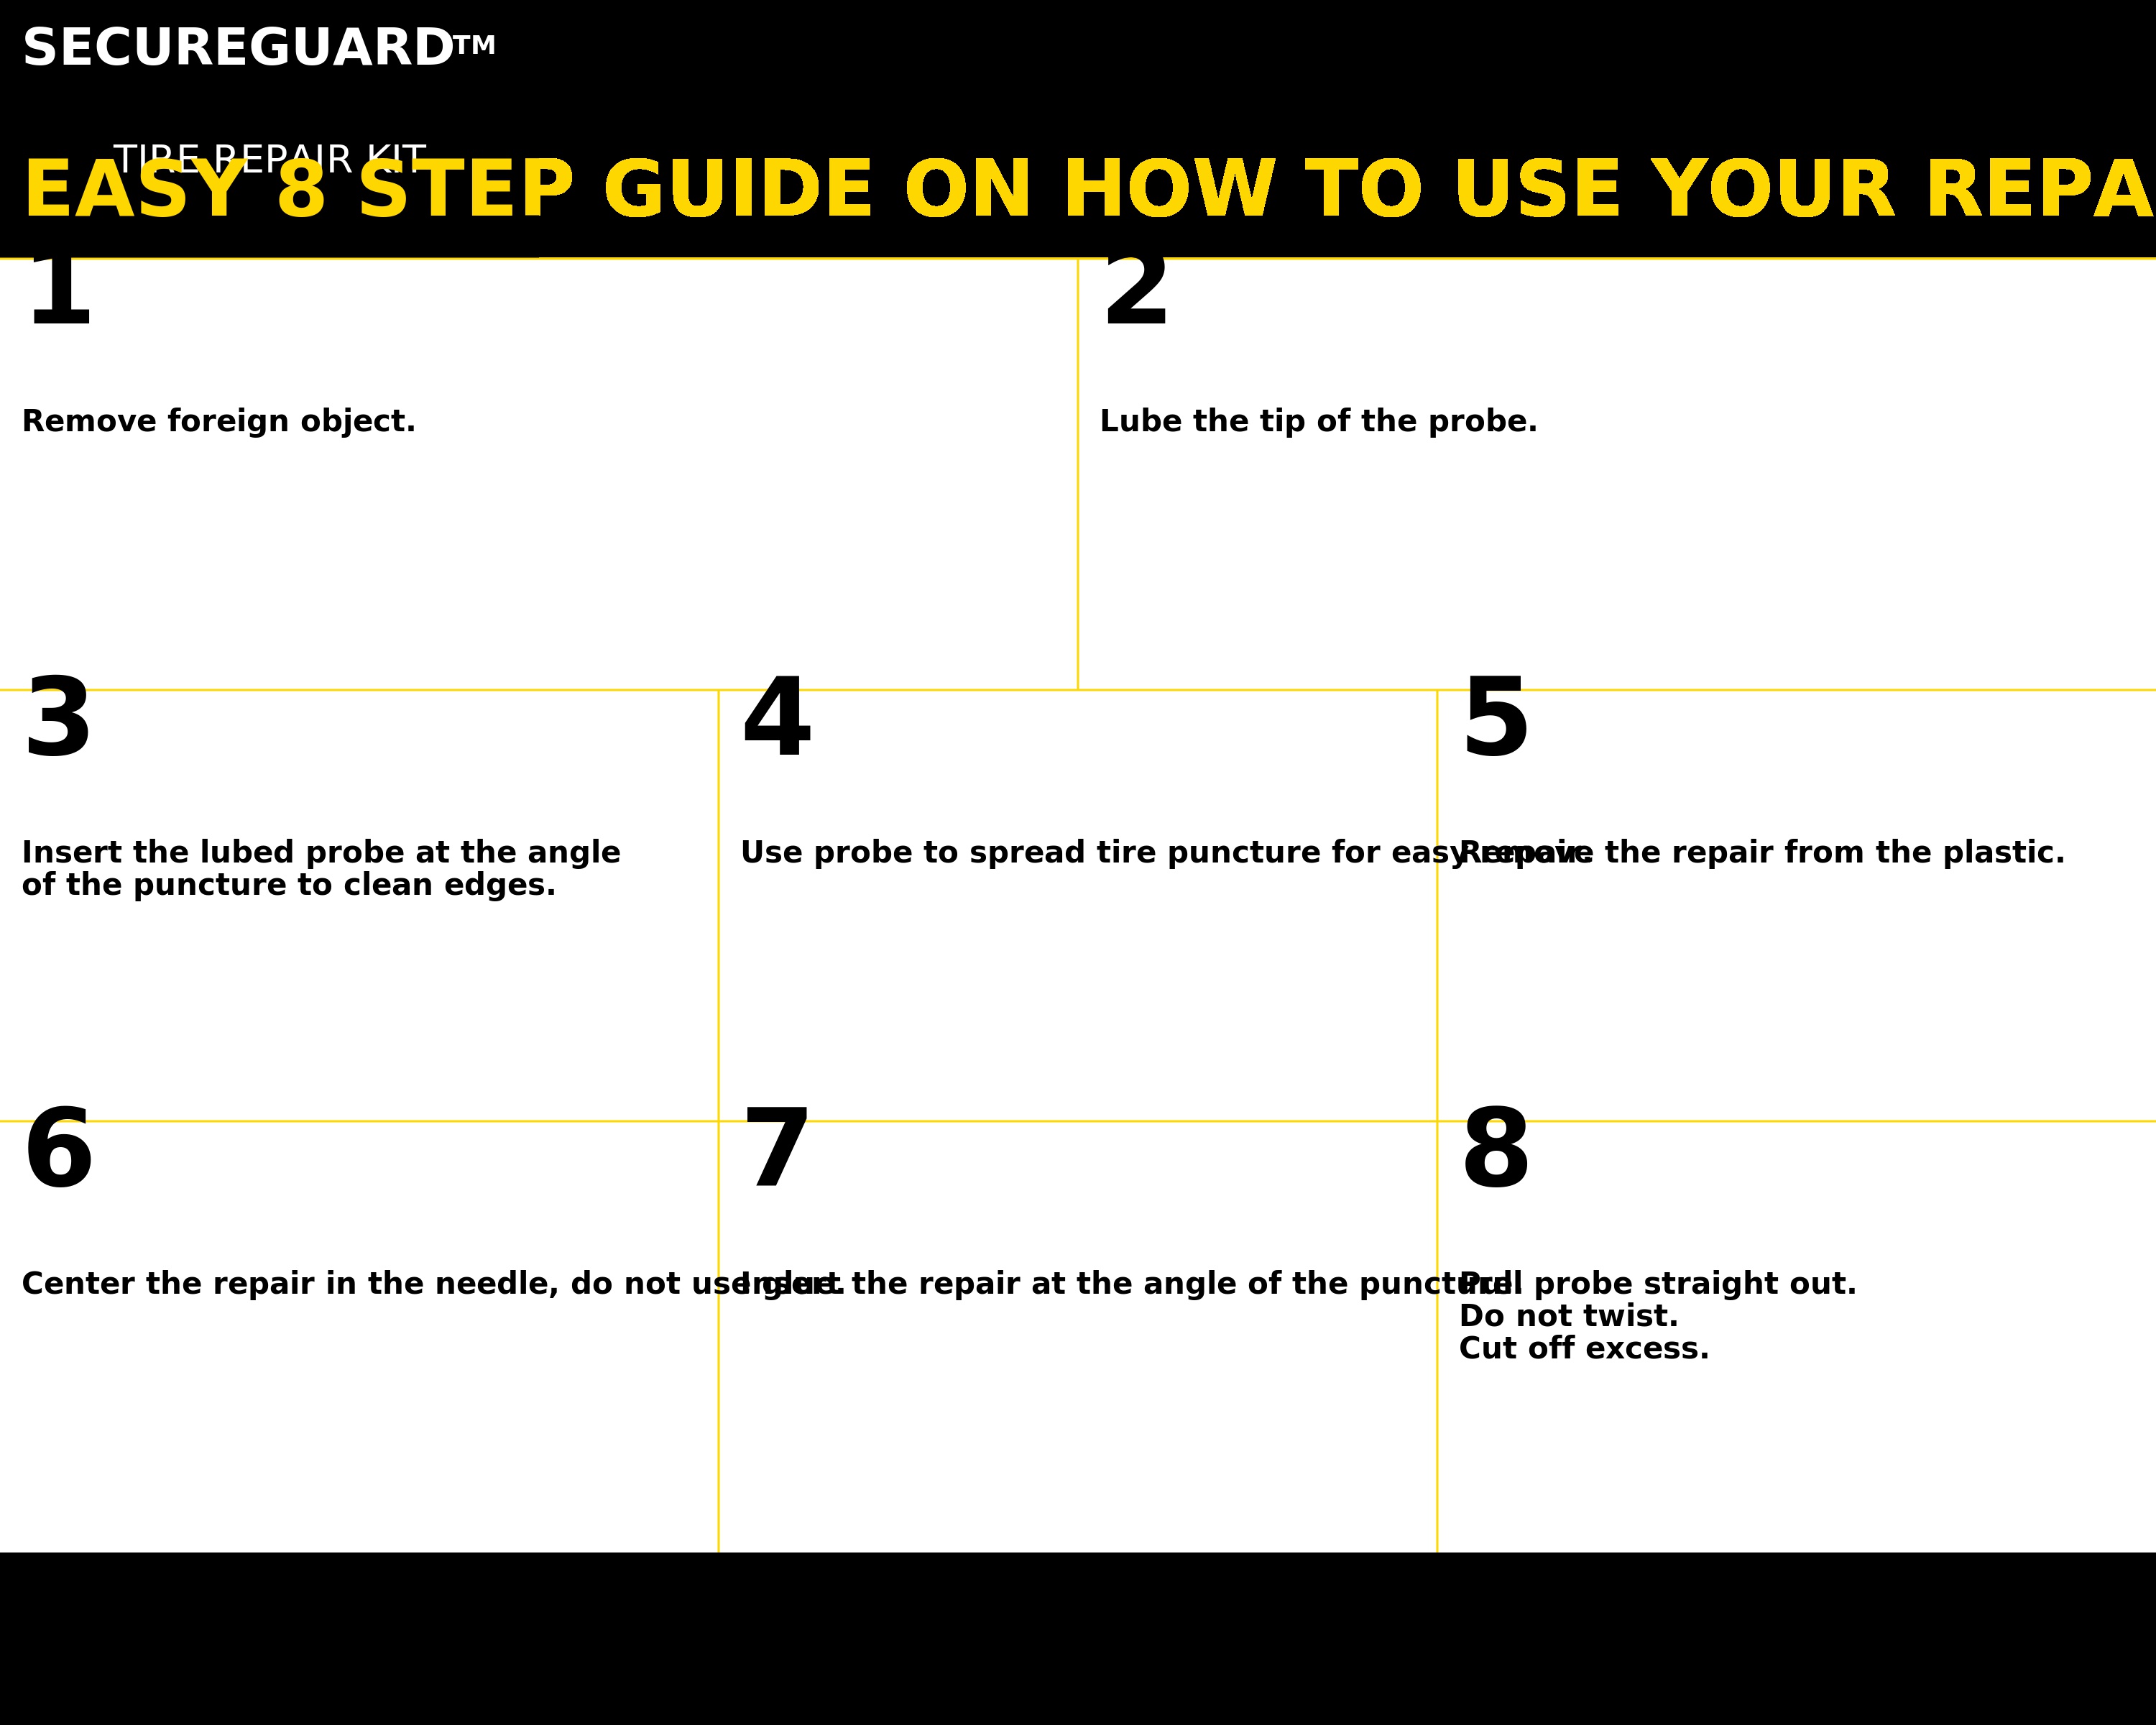 SECUREGUARD™
TIRE REPAIR KIT
EASY 8 STEP GUIDE ON HOW TO USE YOUR REPA
1
Remove foreign object.
2
Lube the tip of the probe.
3
Insert the lubed probe at the angle
of the puncture to clean edges.
4
Use probe to spread tire puncture for easy repair.
5
Remove the repair from the plastic.
6
Center the repair in the needle, do not use glue.
7
Insert the repair at the angle of the puncture.
8
Pull probe straight out.
Do not twist.
Cut off excess.